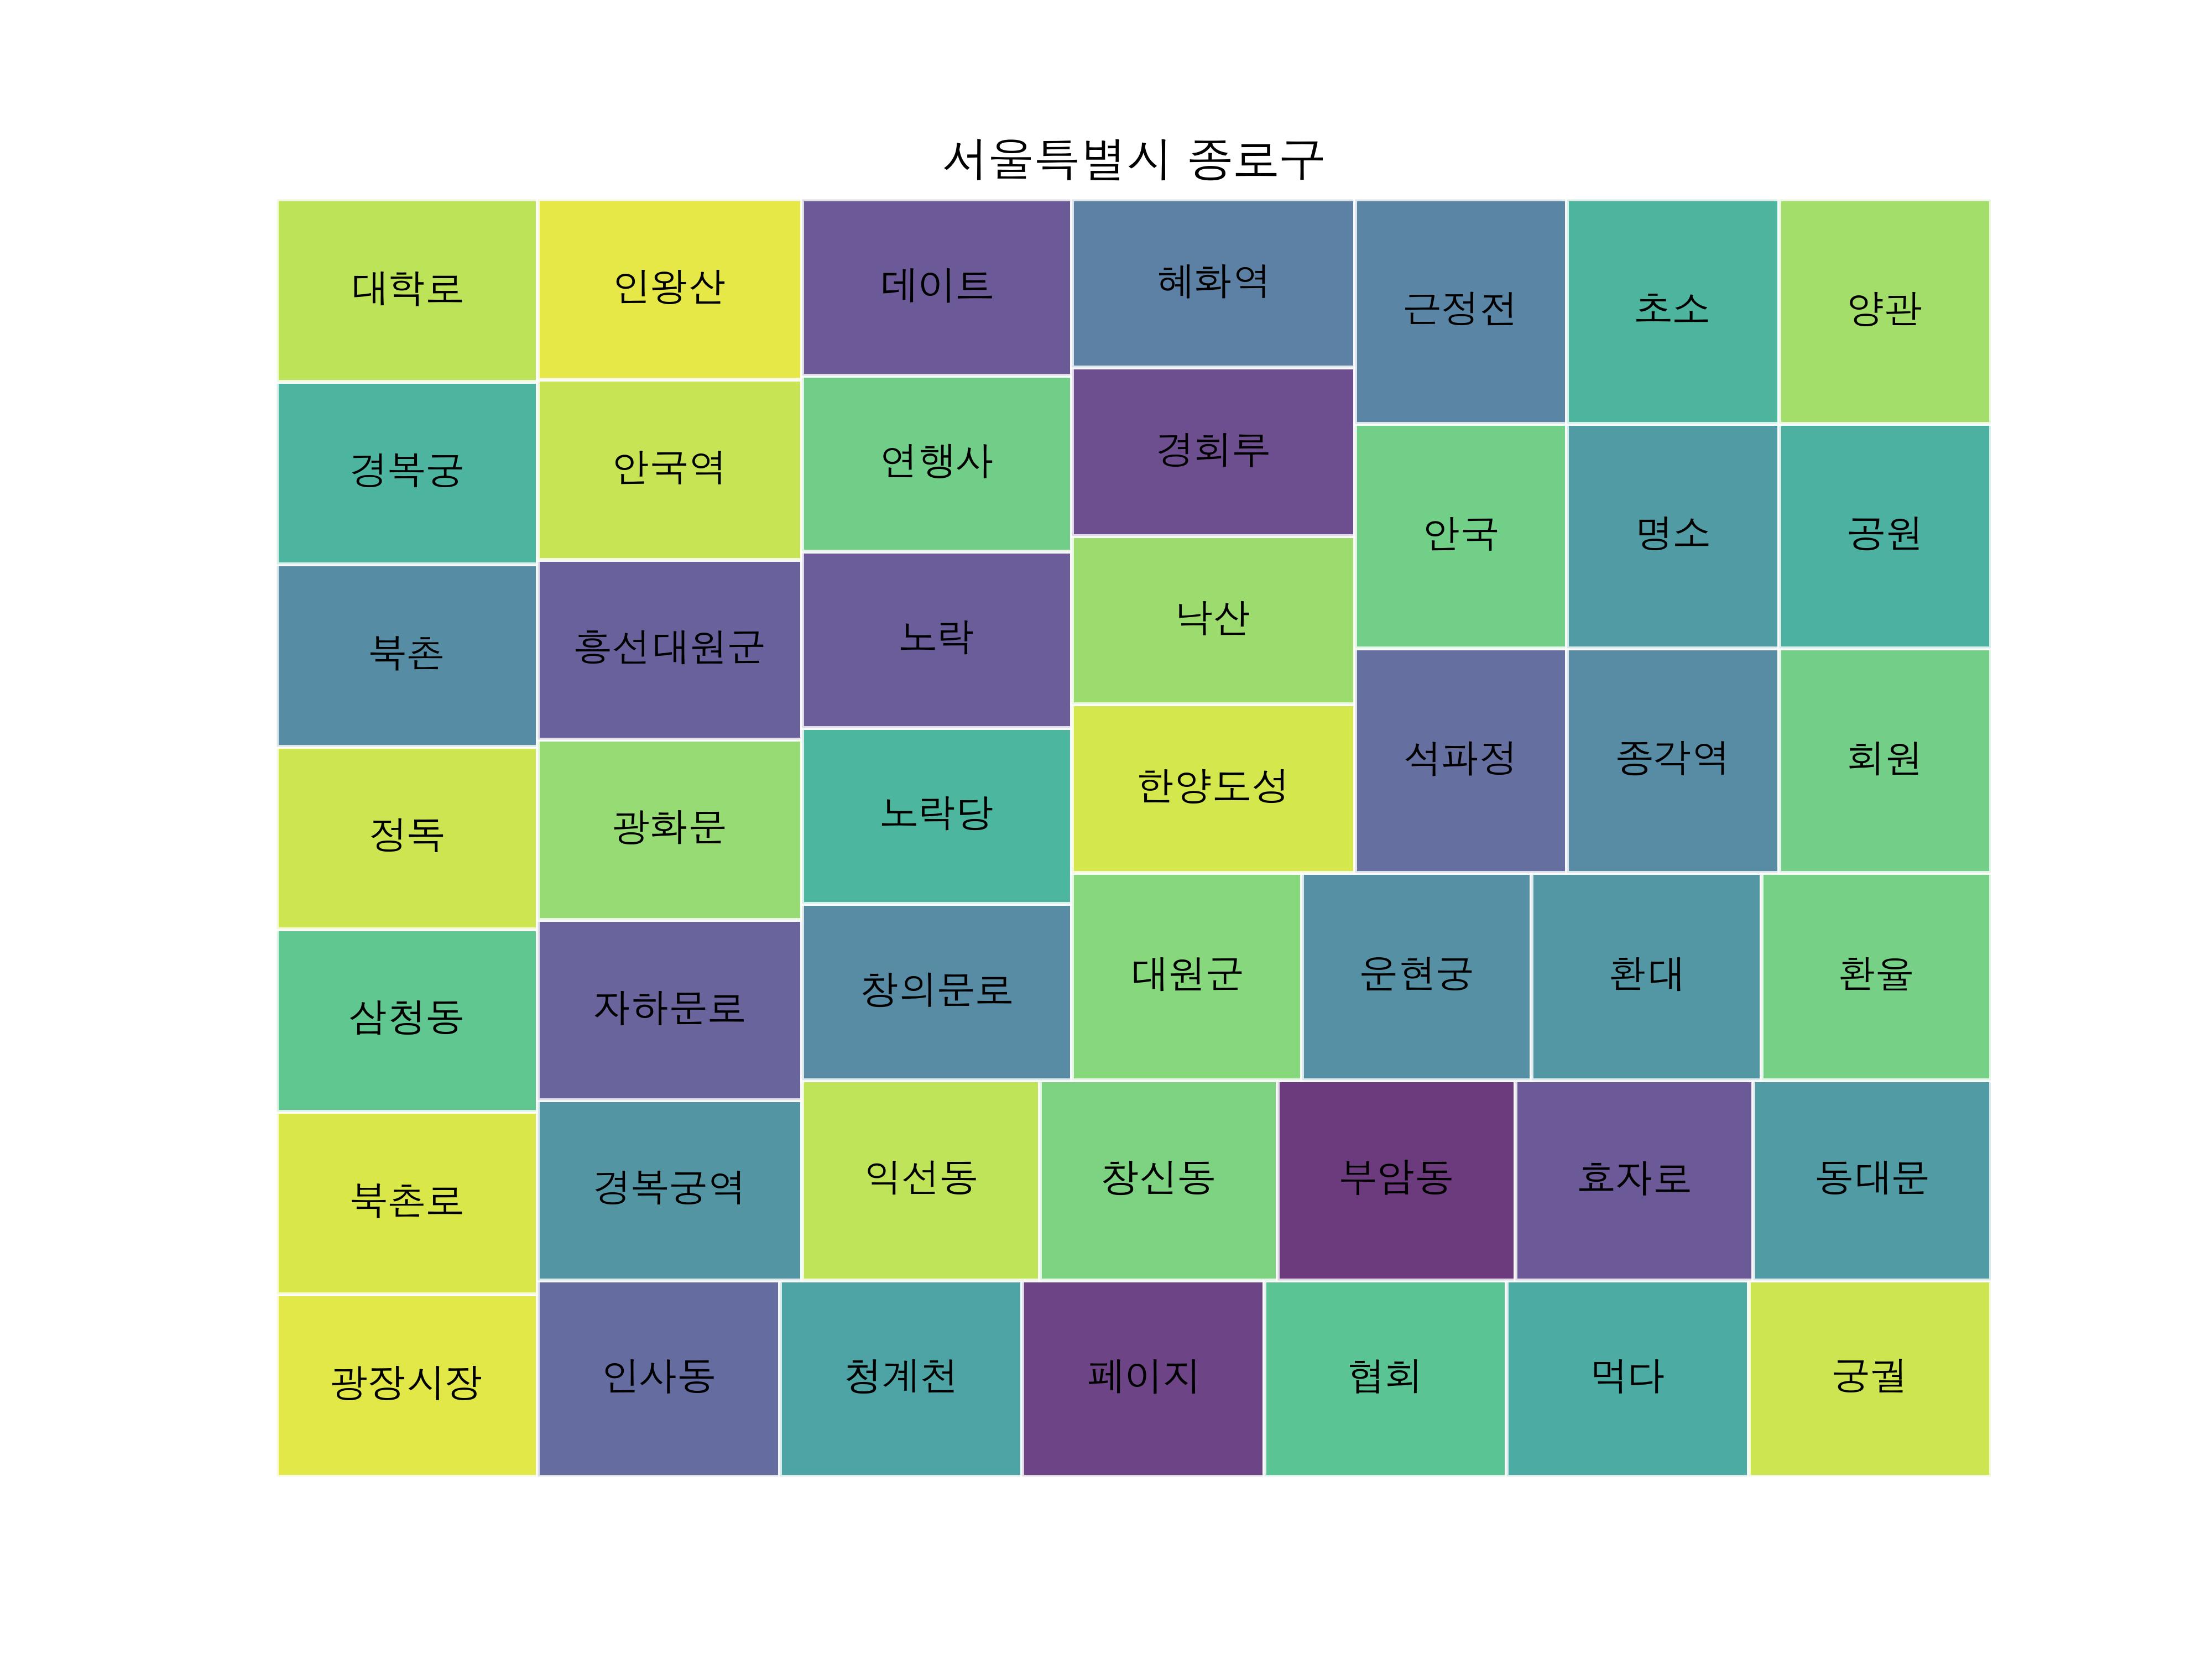 서울특별시 종로구
대학로
인왕산
데이트
혜화역
근정전
초소
양관
경복궁
안국역
연행사
경회루
안국
명소
공원
북촌
흥선대원군
노락
낙산
석파정
종각역
회원
정독
광화문
노락당
한양도성
삼청동
자하문로
창의문로
대원군
운현궁
환대
환율
북촌로
경복궁역
익선동
창신동
부암동
효자로
동대문
광장시장
인사동
청계천
페이지
협회
먹다
궁궐